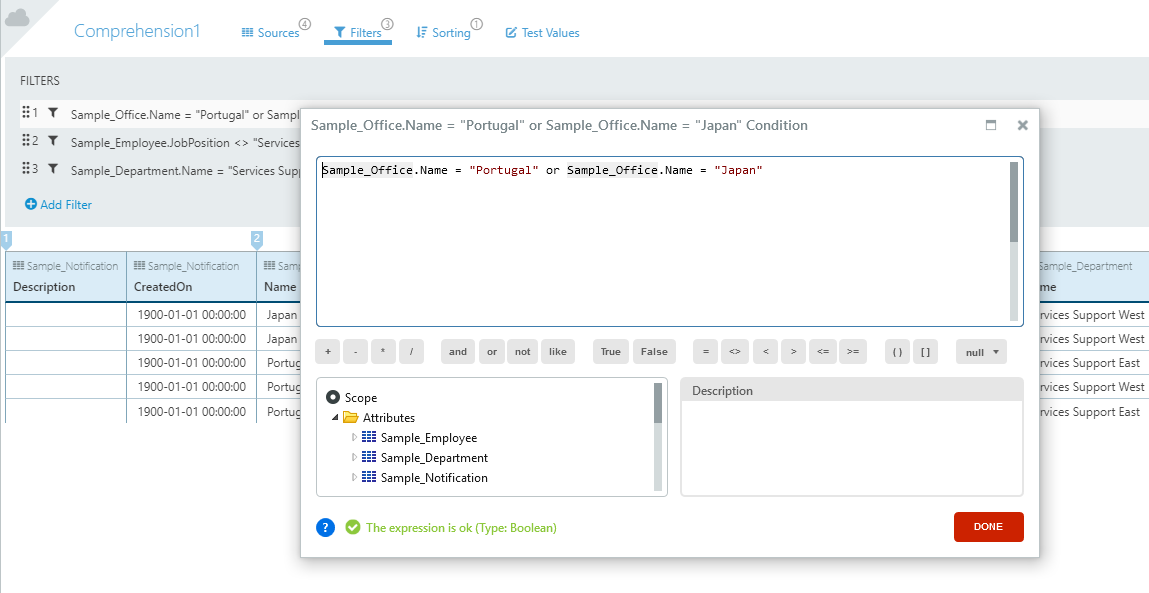 Comprehension1
Sources 4
Filters 3
Sorting 1
Test Values
FILTERS
1 Sample_Office.Name = "Portugal" or Sampl
2 Sample_Employee.JobPosition <> "Services
3 Sample_Department.Name = "Services Sup
Add Filter
Sample_Office.Name = "Portugal" or Sample_Office.Name = "Japan" Condition
Sample_Office.Name = "Portugal" or Sample_Office.Name = "Japan"
+ - * / and or not like True False = <> < > <= >= ( ) [ ] null
Scope
Attributes
Sample_Employee
Sample_Department
Sample_Notification
Description
? The expression is ok (Type: Boolean)
DONE
1 2
Sample_Notification Sample_Notification Samp Sample_Department
Description CreatedOn Name me
1900-01-01 00:00:00 Japan rvices Support West
1900-01-01 00:00:00 Japan rvices Support West
1900-01-01 00:00:00 Portug rvices Support East
1900-01-01 00:00:00 Portug rvices Support West
1900-01-01 00:00:00 Portug rvices Support East